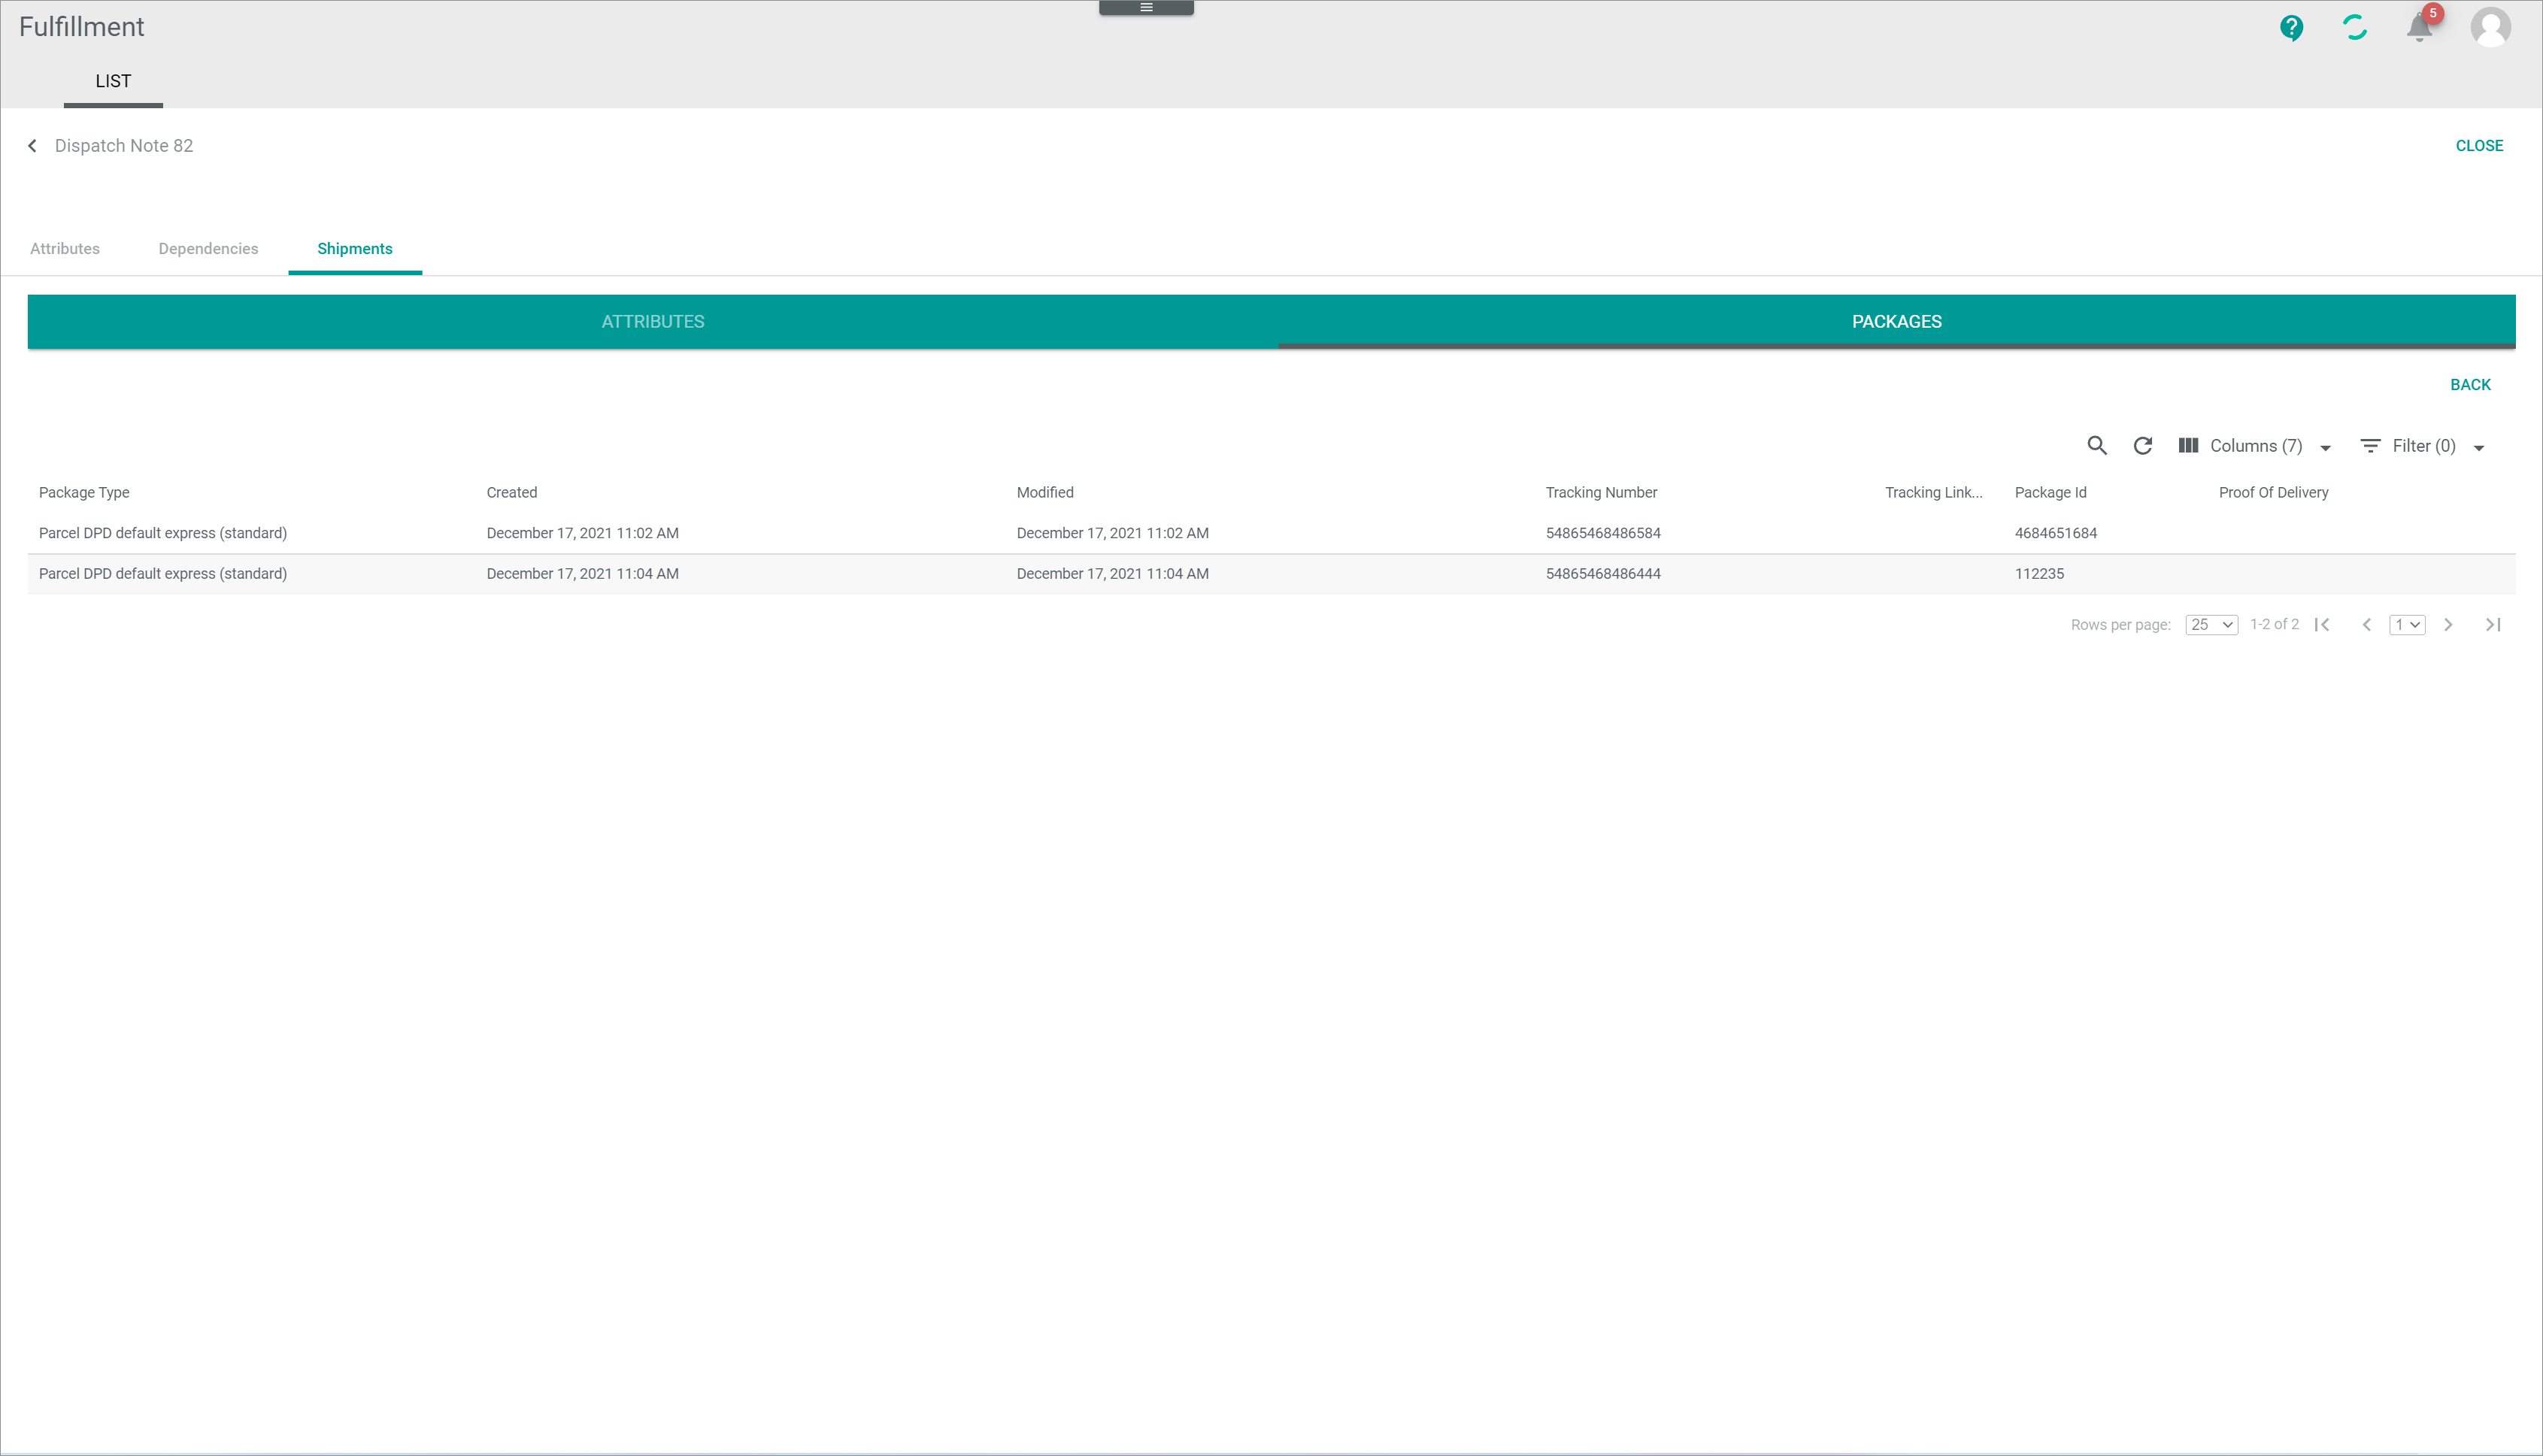 Fulfillment
5
LIST
Dispatch Note 82
CLOSE
Attributes Dependencies Shipments
ATTRIBUTES PACKAGES
BACK
Columns (7) Filter (0)
Package Type Created Modified Tracking Number Tracking Link... Package Id Proof Of Delivery
Parcel DPD default express (standard) December 17, 2021 11:02 AM December 17, 2021 11:02 AM 54865468486584 4684651684
Parcel DPD default express (standard) December 17, 2021 11:04 AM December 17, 2021 11:04 AM 54865468486444 112235
Rows per page: 25 1-2 of 2 1